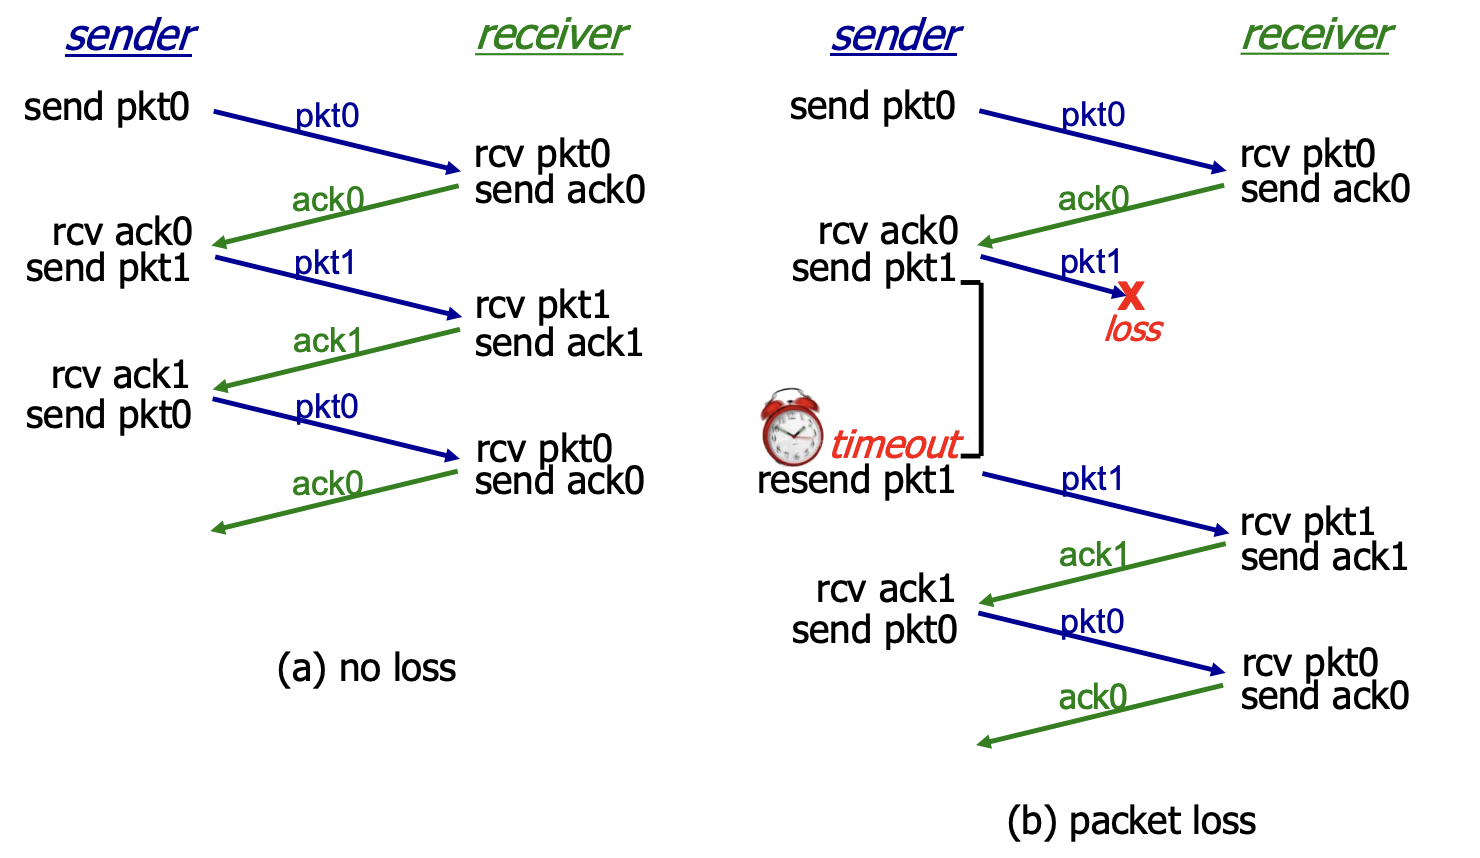 sender
receiver
send pkt0
pkt0
rcv pkt0
send ack0
ack0
rcv ack0
send pkt1
pkt1
rcv pkt1
send ack1
ack1
rcv ack1
send pkt0
pkt0
rcv pkt0
send ack0
ack0
(a) no loss
sender
receiver
send pkt0
pkt0
rcv pkt0
send ack0
ack0
rcv ack0
send pkt1
pkt1
X
loss
timeout
resend pkt1
pkt1
rcv pkt1
send ack1
ack1
rcv ack1
send pkt0
pkt0
rcv pkt0
send ack0
ack0
(b) packet loss